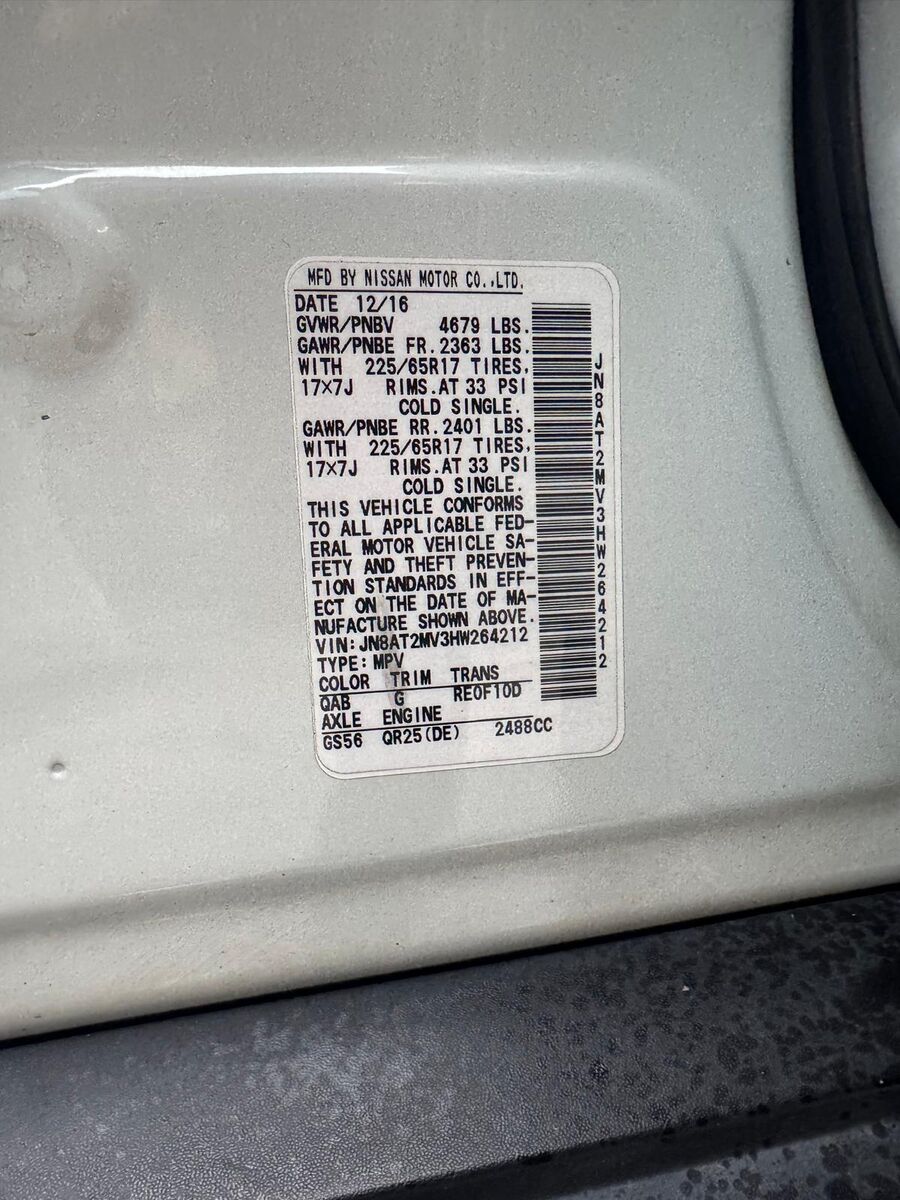 MFD BY NISSAN MOTOR CO.,LTD.
DATE 12/16
GVWR/PNBV 4679 LBS.
GAWR/PNBE FR.2363 LBS.
WITH 225/65R17 TIRES,
17×7J RIMS.AT 33 PSI
COLD SINGLE.
GAWR/PNBE RR.2401 LBS.
WITH 225/65R17 TIRES,
17×7J RIMS.AT 33 PSI
COLD SINGLE.
THIS VEHICLE CONFORMS
TO ALL APPLICABLE FED-
ERAL MOTOR VEHICLE SA-
FETY AND THEFT PREVEN-
TION STANDARDS IN EFF-
ECT ON THE DATE OF MA-
NUFACTURE SHOWN ABOVE.
VIN:JN8AT2MV3HW264212
TYPE:MPV
COLOR TRIM TRANS
QAB G RE0F10D
AXLE ENGINE
GS56 QR25(DE) 2488CC
JN8AT2MV3HW264212